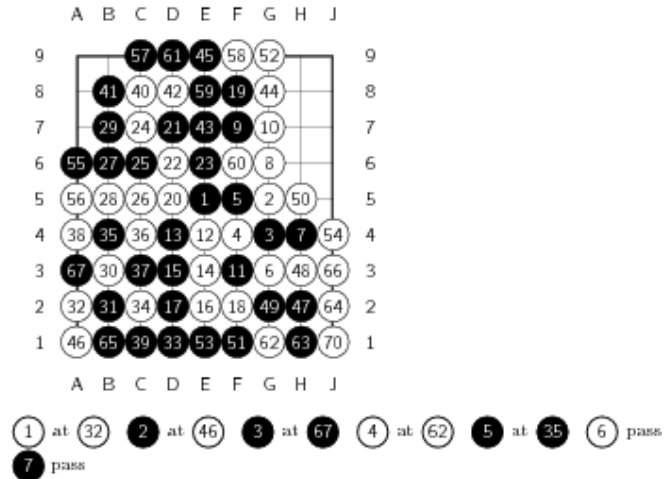 A B C D E F G H J
9 57 61 45 58 52 9
8 41 40 42 59 19 44 8
7 29 24 21 43 9 10 7
6 55 27 25 22 23 60 8 6
5 56 28 26 20 1 5 2 50 5
4 38 35 36 13 12 4 3 7 54 4
3 67 30 37 15 14 11 6 48 66 3
2 32 31 34 17 16 18 49 47 64 2
1 46 65 39 33 53 51 62 63 70 1
A B C D E F G H J
1 at 32 2 at 46 3 at 67 4 at 62 5 at 35 6 pass
7 pass